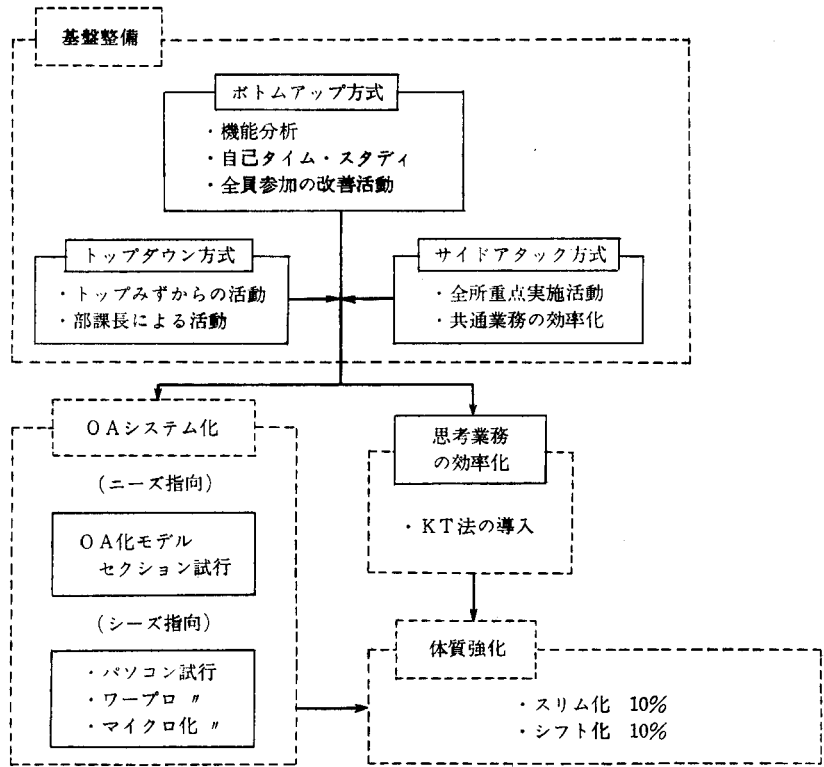 基盤整備
ボトムアップ方式
・機能分析
・自己タイム・スタディ
・全員参加の改善活動
トップダウン方式
・トップみずからの活動
・部課長による活動
サイドアタック方式
・全所重点実施活動
・共通業務の効率化
OAシステム化
(ニーズ指向)
OA化モデル
セクション試行
(シーズ指向)
・パソコン試行
・ワープロ 〃
・マイクロ化 〃
思考業務
の効率化
・KT法の導入
体質強化
・スリム化 10%
・シフト化 10%